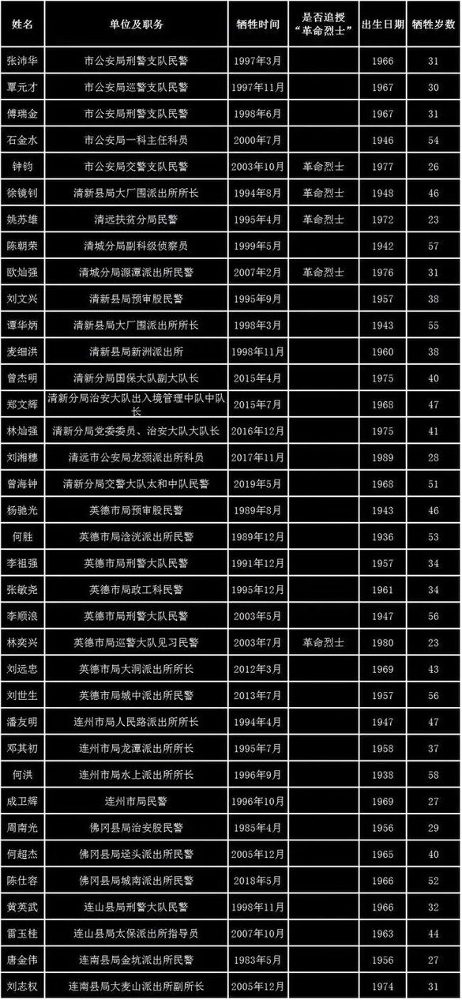 姓名 单位及职务 牺牲时间 是否追授“革命烈士” 出生日期 牺牲岁数
张沛华 市公安局刑警支队民警 1997年3月 1966 31
覃元才 市公安局巡警支队民警 1997年11月 1967 30
傅瑞金 市公安局刑警支队民警 1998年6月 1967 31
石金水 市公安局一科主任科员 2000年7月 1946 54
钟钧 市公安局交警支队民警 2003年10月 革命烈士 1977 26
徐镜钊 清新县局大厂围派出所所长 1994年8月 革命烈士 1948 46
姚苏雄 清远扶贫分局民警 1995年4月 革命烈士 1972 23
陈朝荣 清城分局副科级侦察员 1999年5月 1942 57
欧灿强 清城分局源潭派出所民警 2007年2月 革命烈士 1976 31
刘文兴 清新县局预审股民警 1995年9月 1957 38
谭华炳 清新县局大厂围派出所所长 1998年3月 1943 55
麦细洪 清新县局新洲派出所 1998年11月 1960 38
曾杰明 清新分局国保大队副大队长 2015年4月 1975 40
郑文辉 清新分局治安大队出入境管理中队中队长 2015年7月 1968 47
林灿强 清新分局党委委员、治安大队大队长 2016年12月 1975 41
刘湘穗 清远市公安局龙颈派出所科员 2017年11月 1989 28
曾海钟 清新分局交警大队太和中队民警 2019年5月 1968 51
杨驰光 英德市局预审股民警 1989年8月 1943 46
何胜 英德市局浛洸派出所民警 1989年12月 1936 53
李祖强 英德市局刑警大队民警 1991年12月 1957 34
张敏尧 英德市局政工科民警 1995年12月 1961 34
李顺浪 英德市局刑警大队民警 2003年5月 1947 56
林奕兴 英德市局巡警大队见习民警 2003年7月 革命烈士 1980 23
刘远忠 英德市局大洞派出所所长 2012年3月 1969 43
刘世生 英德市局城中派出所民警 2013年7月 1957 56
潘友明 连州市局人民路派出所所长 1994年4月 1947 47
邓其初 连州市局龙潭派出所所长 1995年7月 1958 37
何洪 连州市局水上派出所所长 1996年9月 1938 58
成卫辉 连州市局民警 1996年10月 1969 27
周南光 佛冈县局治安股民警 1985年4月 1956 29
何超杰 佛冈县局迳头派出所民警 2005年12月 1965 40
陈仕容 佛冈县局城南派出所民警 2018年5月 1966 52
黄英武 连山县局刑警大队民警 1998年11月 1966 32
雷玉桂 连山县局太保派出所指导员 2007年10月 1963 44
唐金伟 连南县局金坑派出所民警 1983年5月 1956 27
刘志权 连南县局大麦山派出所副所长 2005年12月 1974 31